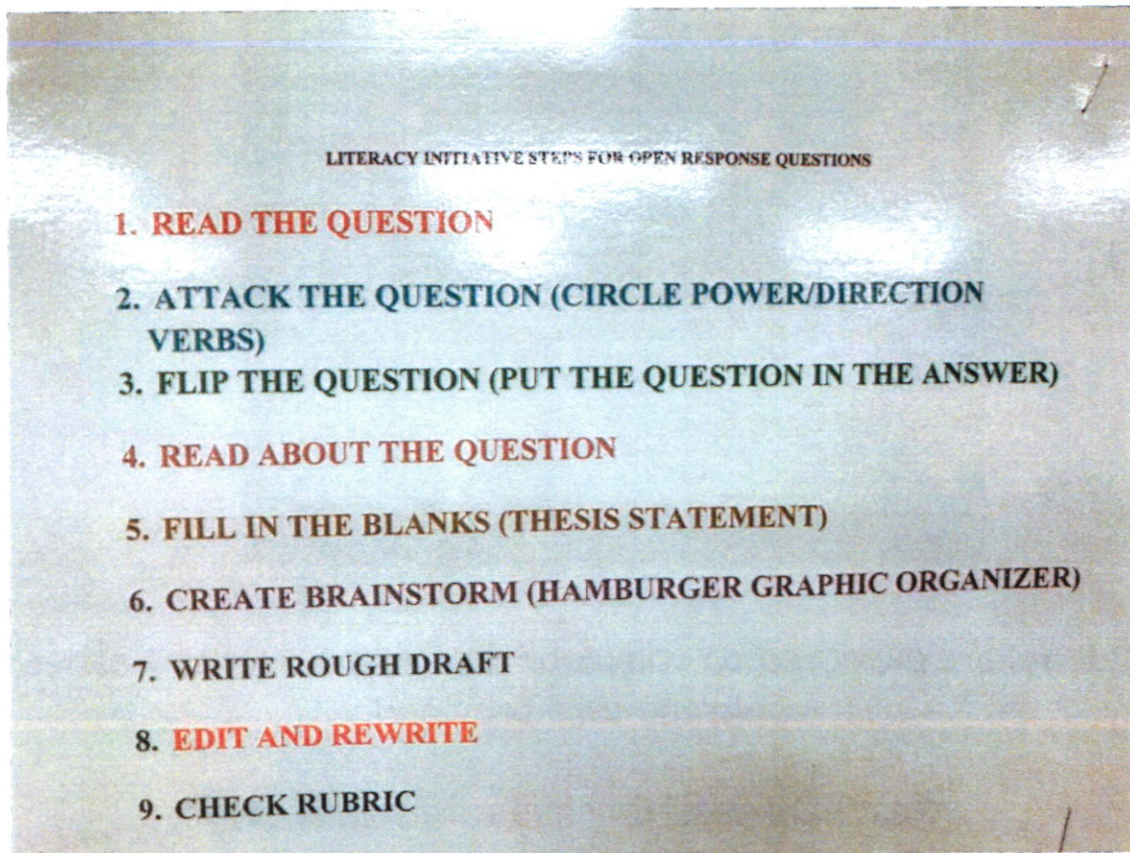 LITERACY INITIATIVE STEPS FOR OPEN RESPONSE QUESTIONS
1. READ THE QUESTION
2. ATTACK THE QUESTION (CIRCLE POWER/DIRECTION
VERBS)
3. FLIP THE QUESTION (PUT THE QUESTION IN THE ANSWER)
4. READ ABOUT THE QUESTION
5. FILL IN THE BLANKS (THESIS STATEMENT)
6. CREATE BRAINSTORM (HAMBURGER GRAPHIC ORGANIZER)
7. WRITE ROUGH DRAFT
8. EDIT AND REWRITE
9. CHECK RUBRIC